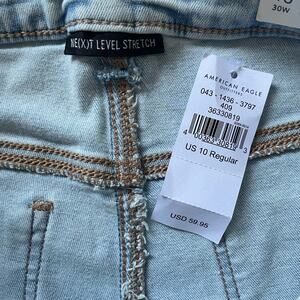 30W
NE(X)T LEVEL STRETCH
AMERICAN EAGLE
OUTFITTERS
043 - 1436 - 3797
409
36330819
US 10 Regular
USD 59.95